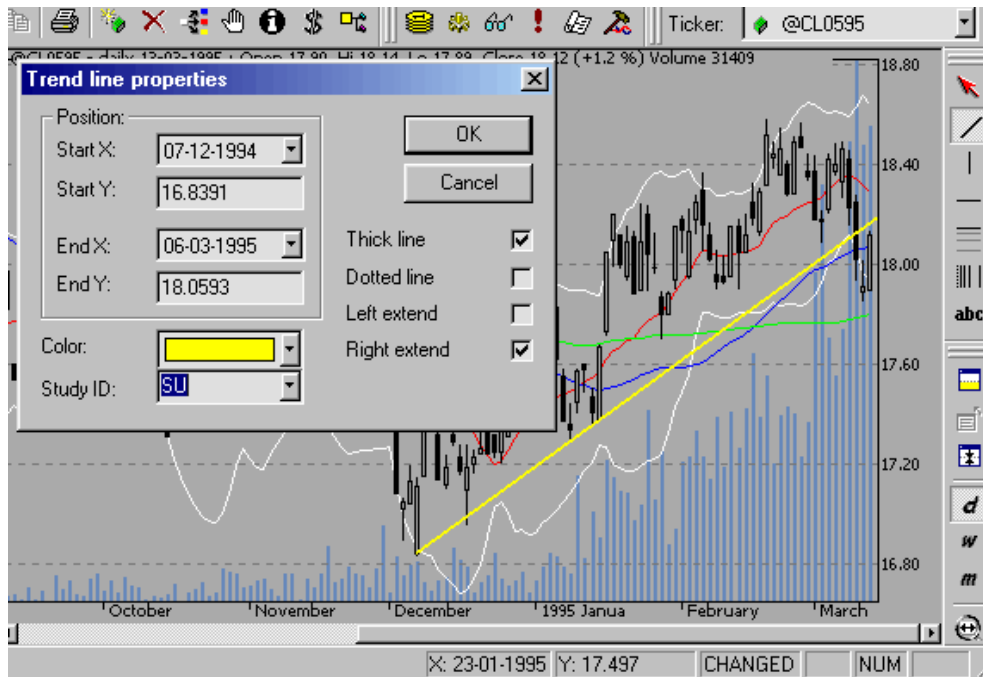 Ticker: @CL0595
@CL0595 - daily 13-03-1995 : Open 17.90, Hi 18.14, Lo 17.89, Close 18.12 (+1.2 %) Volume 31409
Trend line properties
Position:
Start X: 07-12-1994
Start Y: 16.8391
End X: 06-03-1995
End Y: 18.0593
OK
Cancel
Thick line
Dotted line
Left extend
Right extend
Color:
Study ID: SU
18.80
18.40
18.00
17.60
17.20
16.80
October November December 1995 Janua February March
abc
d
w
m
X: 23-01-1995 Y: 17.497 CHANGED NUM